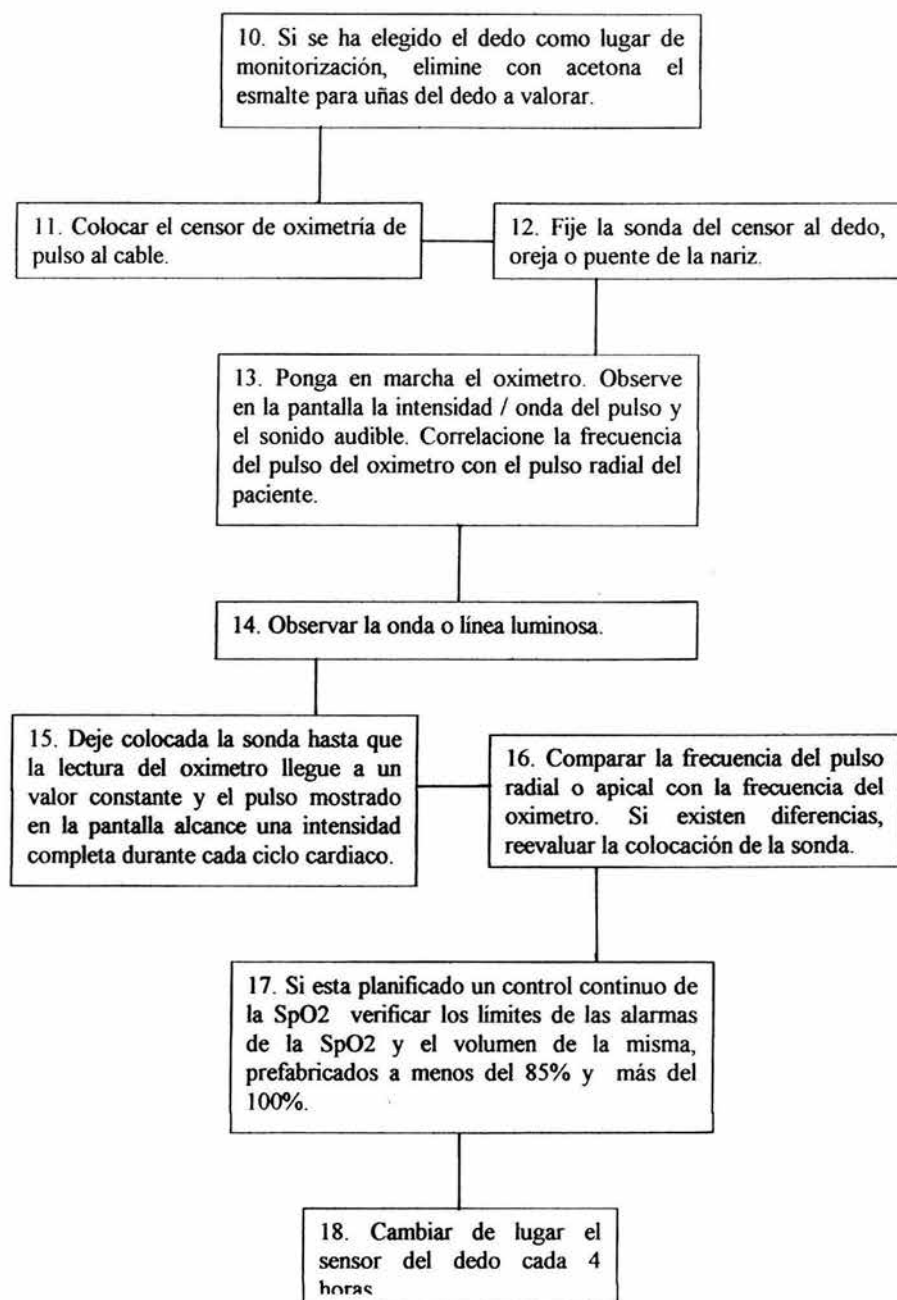 10. Si se ha elegido el dedo como lugar de
monitorización, elimine con acetona el
esmalte para uñas del dedo a valorar.
11. Colocar el censor de oximetría de
pulso al cable.
12. Fije la sonda del censor al dedo,
oreja o puente de la nariz.
13. Ponga en marcha el oximetro. Observe
en la pantalla la intensidad / onda del pulso y
el sonido audible. Correlacione la frecuencia
del pulso del oximetro con el pulso radial del
paciente.
14. Observar la onda o línea luminosa.
15. Deje colocada la sonda hasta que
la lectura del oximetro llegue a un
valor constante y el pulso mostrado
en la pantalla alcance una intensidad
completa durante cada ciclo cardiaco.
16. Comparar la frecuencia del pulso
radial o apical con la frecuencia del
oximetro. Si existen diferencias,
reevaluar la colocación de la sonda.
17. Si esta planificado un control continuo de
la SpO2 verificar los límites de las alarmas
de la SpO2 y el volumen de la misma,
prefabricados a menos del 85% y más del
100%.
18. Cambiar de lugar el
sensor del dedo cada 4
horas